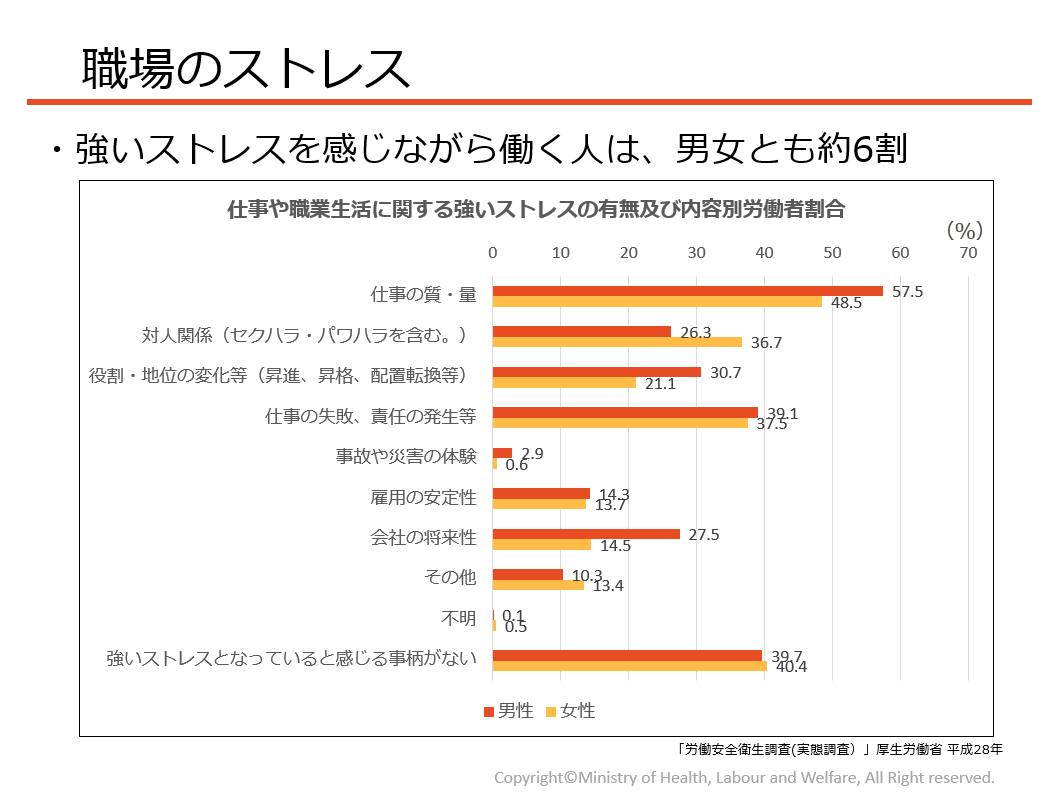 職場のストレス
・強いストレスを感じながら働く人は、男女とも約6割
仕事や職業生活に関する強いストレスの有無及び内容別労働者割合
（%）
0 10 20 30 40 50 60 70
仕事の質・量 57.5
48.5
対人関係（セクハラ・パワハラを含む。） 26.3
36.7
役割・地位の変化等（昇進、昇格、配置転換等） 30.7
21.1
仕事の失敗、責任の発生等 39.1
37.5
事故や災害の体験 2.9
0.6
雇用の安定性 14.3
13.7
会社の将来性 27.5
14.5
その他 10.3
13.4
不明 0.1
0.5
強いストレスとなっていると感じる事柄がない 39.7
40.4
男性 女性
「労働安全衛生調査(実態調査）」厚生労働省 平成28年
Copyright©Ministry of Health, Labour and Welfare, All Right reserved.